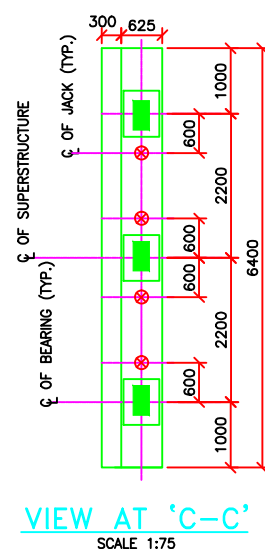 300 625
1000
600
2200
600
600
6400
2200
600
1000
℄ OF JACK (TYP.)
℄ OF SUPERSTRUCTURE
℄ OF BEARING (TYP.)
VIEW AT ‘C-C’
SCALE 1:75